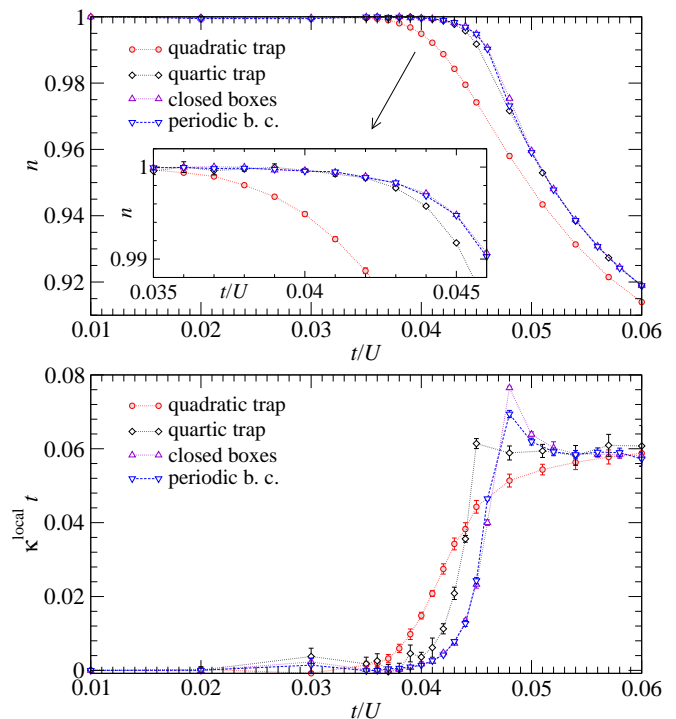 1
0.98
0.96
0.94
0.92
n
quadratic trap
quartic trap
closed boxes
periodic b. c.
1
0.99
n
0.035 t/U 0.04 0.045
0.01 0.02 0.03 0.04 0.05 0.06
t/U
0.08
0.06
0.04
0.02
0
κ^local t
quadratic trap
quartic trap
closed boxes
periodic b. c.
0.01 0.02 0.03 0.04 0.05 0.06
t/U